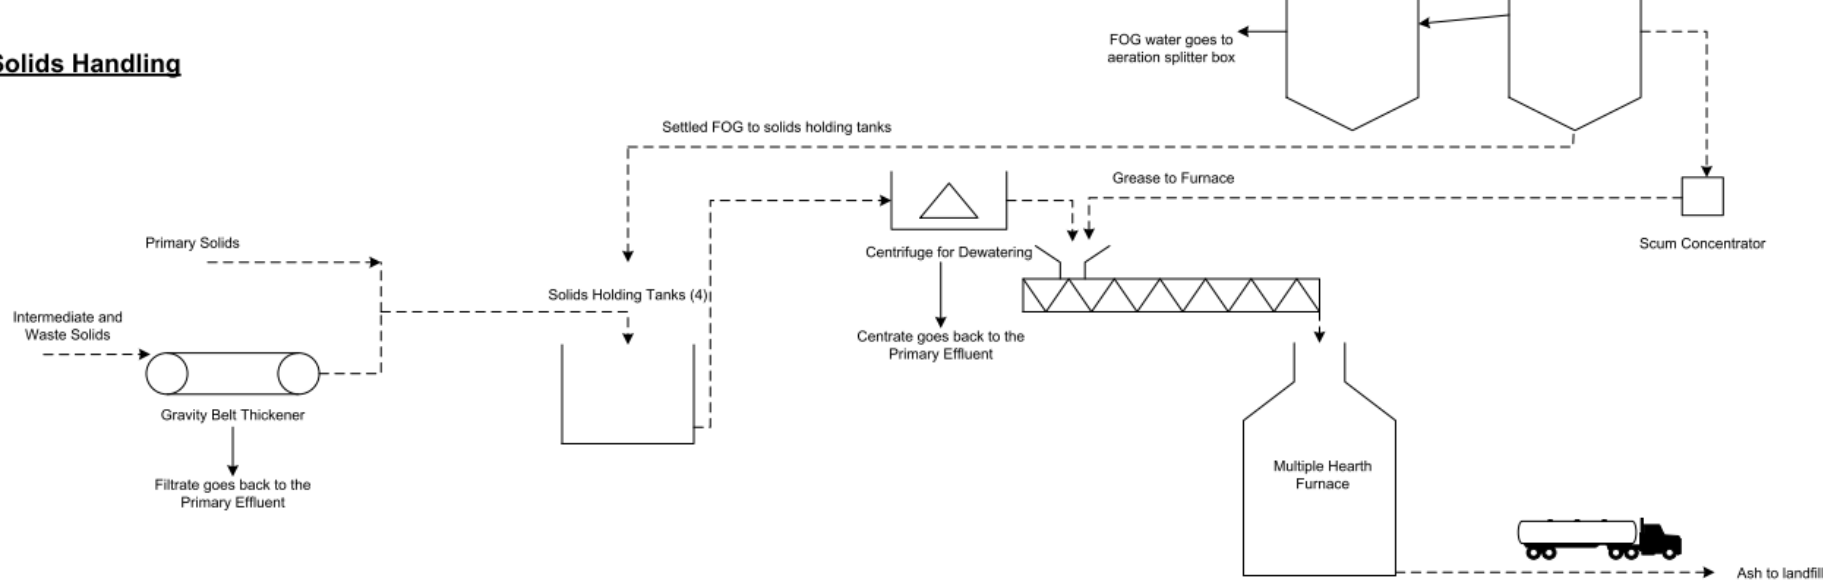 Solids Handling
FOG water goes to
aeration splitter box
Settled FOG to solids holding tanks
Grease to Furnace
Scum Concentrator
Primary Solids
Centrifuge for Dewatering
Solids Holding Tanks (4)
Intermediate and
Waste Solids
Centrate goes back to the
Primary Effluent
Gravity Belt Thickener
Filtrate goes back to the
Primary Effluent
Multiple Hearth
Furnace
Ash to landfill